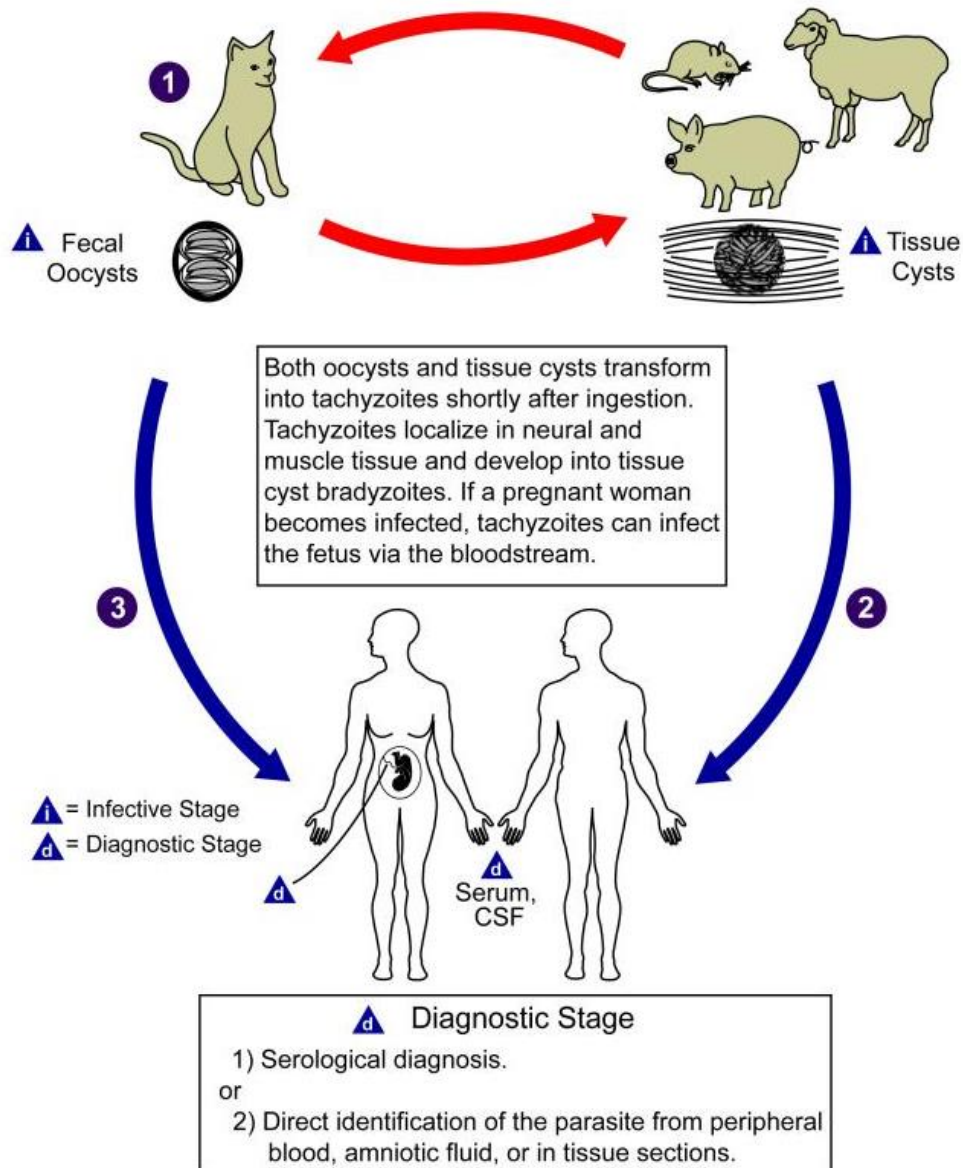 1
i Fecal
Oocysts
i Tissue
Cysts
Both oocysts and tissue cysts transform
into tachyzoites shortly after ingestion.
Tachyzoites localize in neural and
muscle tissue and develop into tissue
cyst bradyzoites. If a pregnant woman
becomes infected, tachyzoites can infect
the fetus via the bloodstream.
3
2
i = Infective Stage
d = Diagnostic Stage
d
d
Serum,
CSF
d Diagnostic Stage
1) Serological diagnosis.
or
2) Direct identification of the parasite from peripheral
blood, amniotic fluid, or in tissue sections.